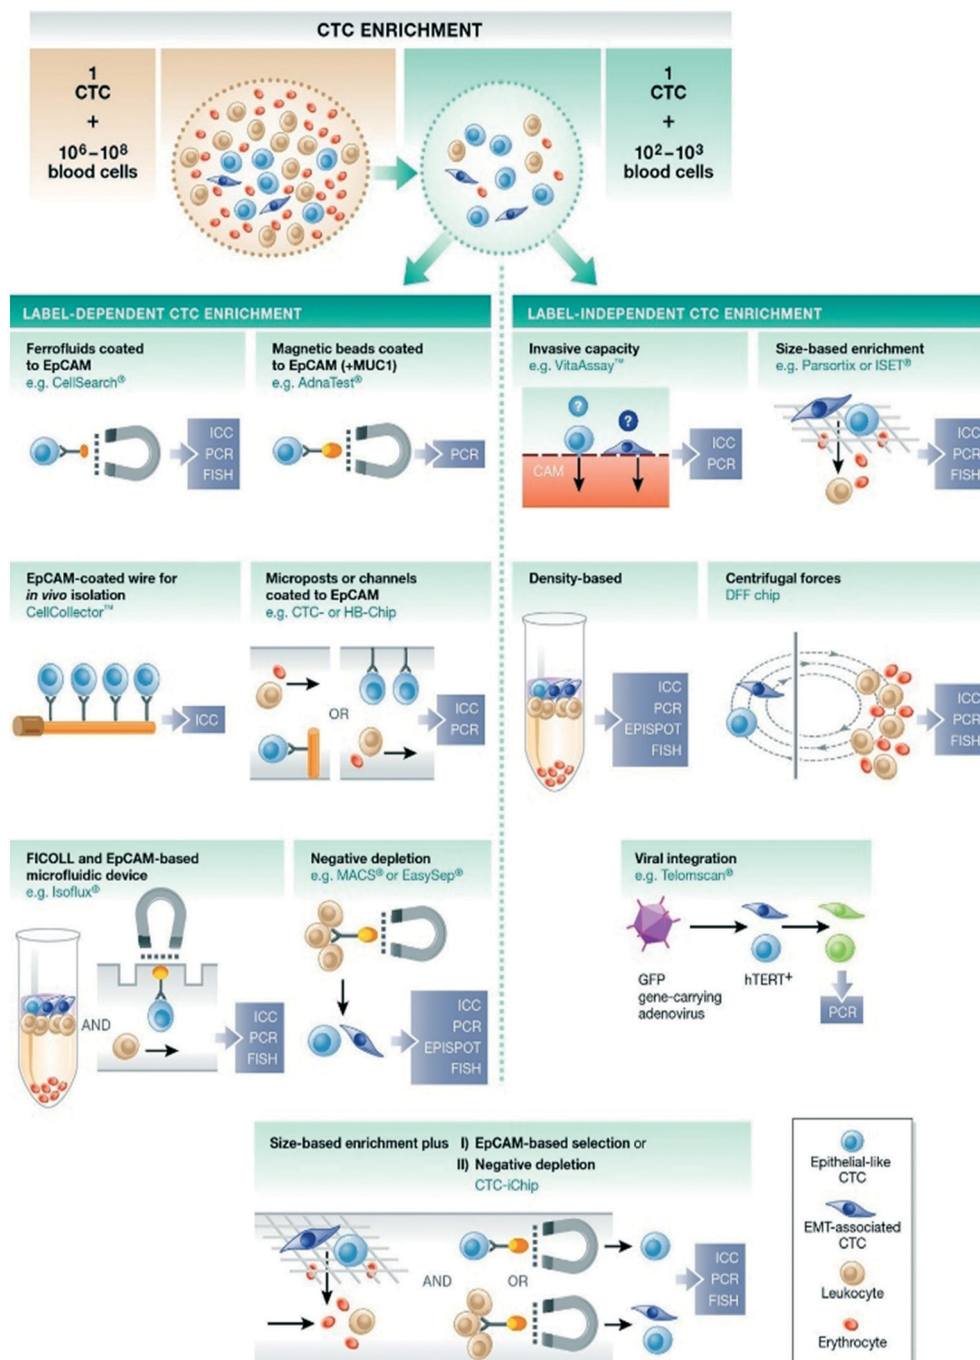 CTC ENRICHMENT
1
CTC
+
10⁶–10⁸
blood cells
1
CTC
+
10²–10³
blood cells
LABEL-DEPENDENT CTC ENRICHMENT
Ferrofluids coated
to EpCAM
e.g. CellSearch®
ICC
PCR
FISH
Magnetic beads coated
to EpCAM (+MUC1)
e.g. AdnaTest®
PCR
LABEL-INDEPENDENT CTC ENRICHMENT
Invasive capacity
e.g. VitaAssay™
?
?
CAM
ICC
PCR
Size-based enrichment
e.g. Parsortix or ISET®
ICC
PCR
FISH
EpCAM-coated wire for
in vivo isolation
CellCollector™
ICC
Microposts or channels
coated to EpCAM
e.g. CTC- or HB-Chip
OR
ICC
PCR
Density-based
ICC
PCR
EPISPOT
FISH
Centrifugal forces
DFF chip
ICC
PCR
FISH
FICOLL and EpCAM-based
microfluidic device
e.g. Isoflux®
AND
ICC
PCR
FISH
Negative depletion
e.g. MACS® or EasySep®
ICC
PCR
EPISPOT
FISH
Viral integration
e.g. Telomscan®
GFP
gene-carrying
adenovirus
hTERT⁺
PCR
Size-based enrichment plus I) EpCAM-based selection or
II) Negative depletion
CTC-iChip
AND
OR
ICC
PCR
FISH
Epithelial-like
CTC
EMT-associated
CTC
Leukocyte
Erythrocyte